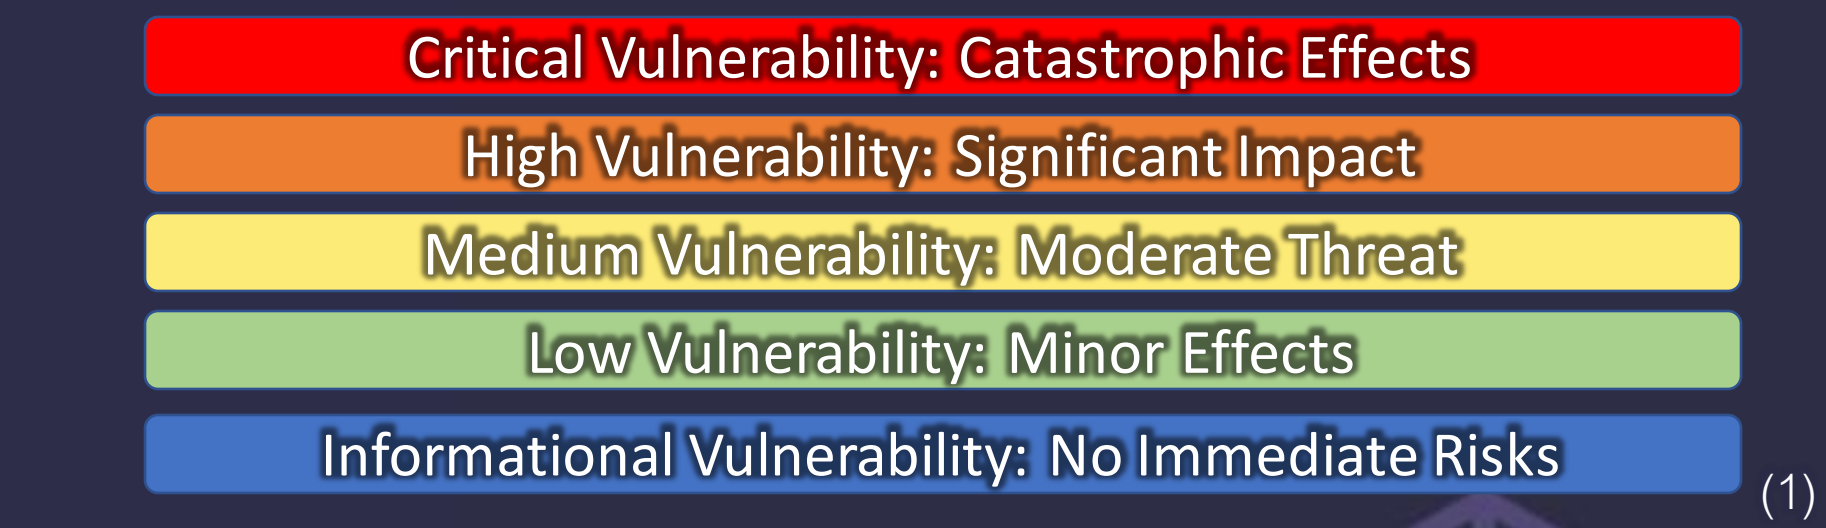 Critical Vulnerability: Catastrophic Effects
High Vulnerability: Significant Impact
Medium Vulnerability: Moderate Threat
Low Vulnerability: Minor Effects
Informational Vulnerability: No Immediate Risks
(1)